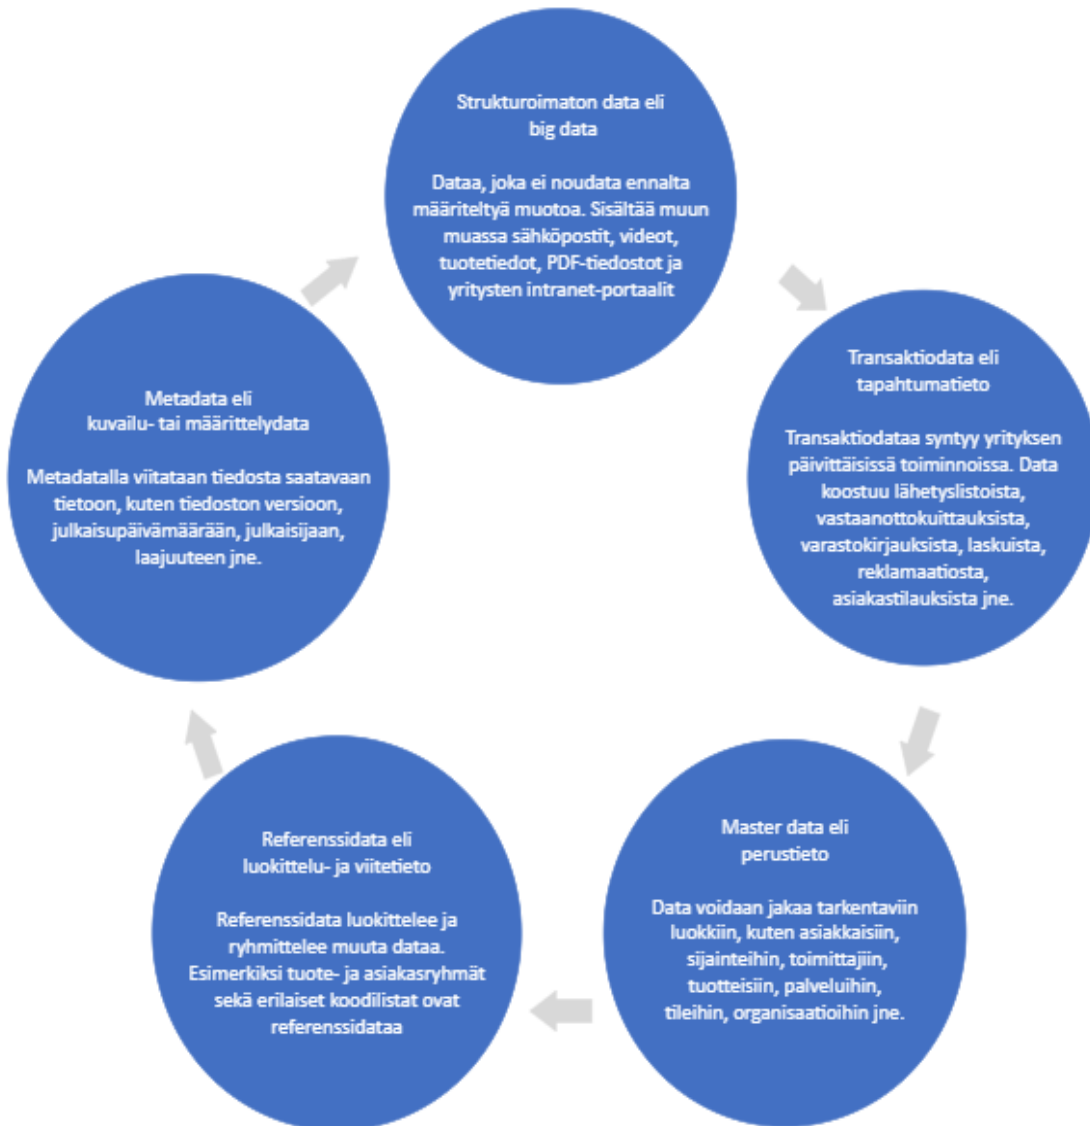 Strukturoimaton data eli
big data
Dataa, joka ei noudata ennalta
määriteltyä muotoa. Sisältää muun
muassa sähköpostit, videot,
tuotetiedot, PDF-tiedostot ja
yritysten intranet-portaalit
Transaktiodata eli
tapahtumatieto
Transaktiodataa syntyy yrityksen
päivittäisissä toiminnoissa. Data
koostuu lähetyslistoista,
vastaanottokuittauksista,
varastokirjauksista, laskuista,
reklamaatiosta,
asiakastilauksista jne.
Master data eli
perustieto
Data voidaan jakaa tarkentaviin
luokkiin, kuten asiakkaisiin,
sijainteihin, toimittajiin,
tuotteisiin, palveluihin,
tileihin, organisaatioihin jne.
Referenssidata eli
luokittelu- ja viitetieto
Referenssidata luokittelee ja
ryhmittelee muuta dataa.
Esimerkiksi tuote- ja asiakasryhmät
sekä erilaiset koodilistat ovat
referenssidataa
Metadata eli
kuvailu- tai määrittelydata
Metadatalla viitataan tiedosta saatavaan
tietoon, kuten tiedoston versioon,
julkaisupäivämäärään, julkaisijaan,
laajuuteen jne.